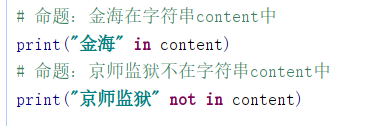 # 命题：金海在字符串content中
print("金海" in content)
# 命题：京师监狱不在字符串content中
print("京师监狱" not in content)